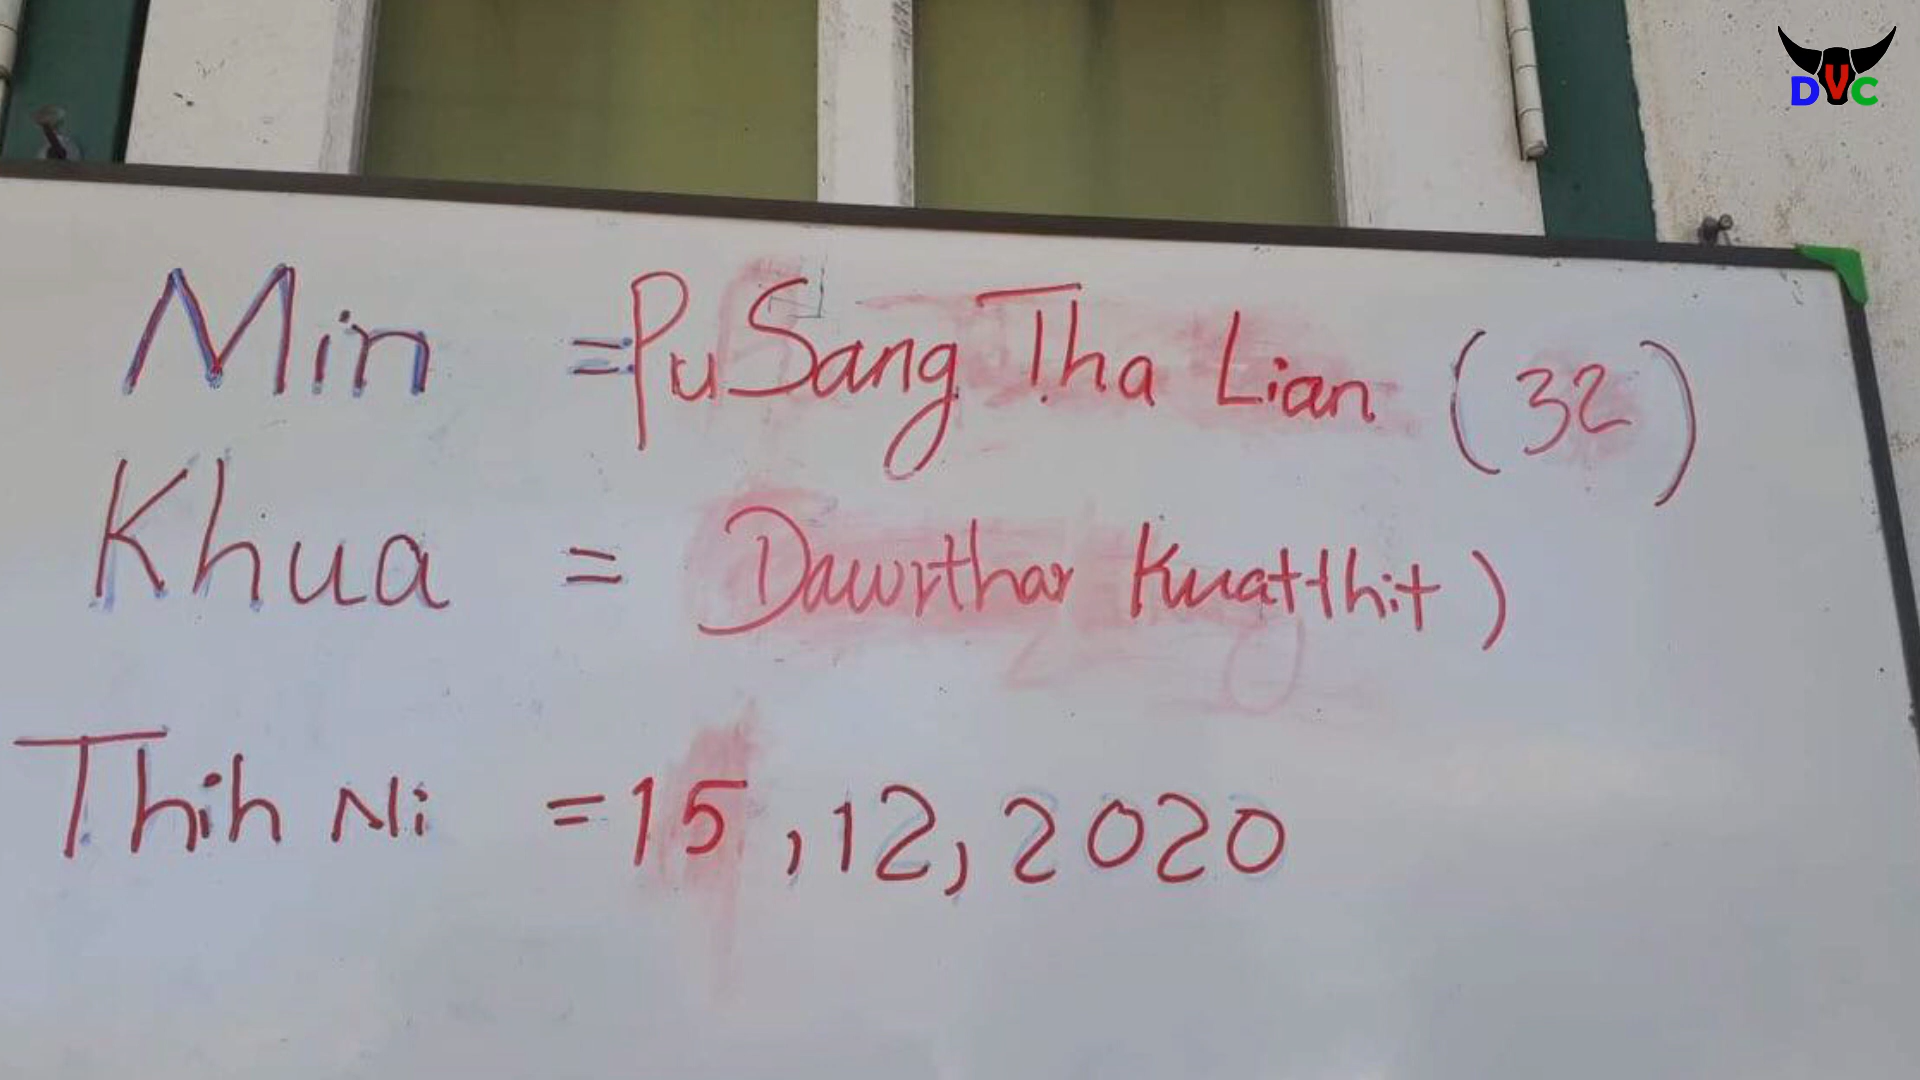 DVC
Min = Pu Sang Tha Lian (32)
Khua = Dawrthar Kuatthit )
Thih Ni = 15, 12, 2020